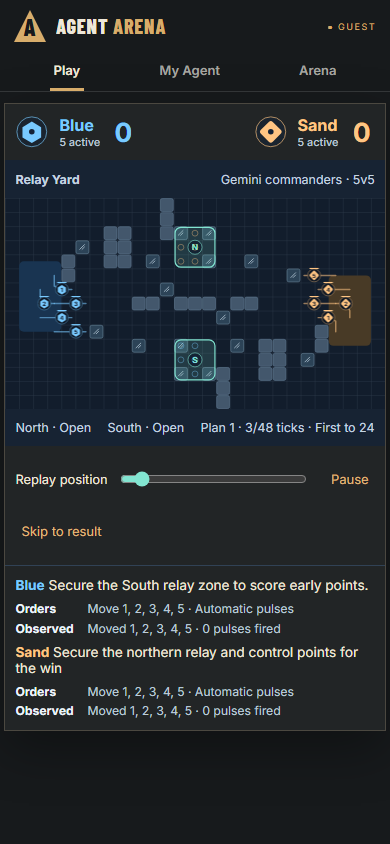 A AGENT ARENA
GUEST
Play My Agent Arena
Blue 0 Sand 0
5 active 5 active
Relay Yard Gemini commanders · 5v5
N
S
North · Open South · Open Plan 1 · 3/48 ticks · First to 24
Replay position Pause
Skip to result
Blue Secure the South relay zone to score early points.
Orders Move 1, 2, 3, 4, 5 · Automatic pulses
Observed Moved 1, 2, 3, 4, 5 · 0 pulses fired
Sand Secure the northern relay and control points for
the win
Orders Move 1, 2, 3, 4, 5 · Automatic pulses
Observed Moved 1, 2, 3, 4, 5 · 0 pulses fired